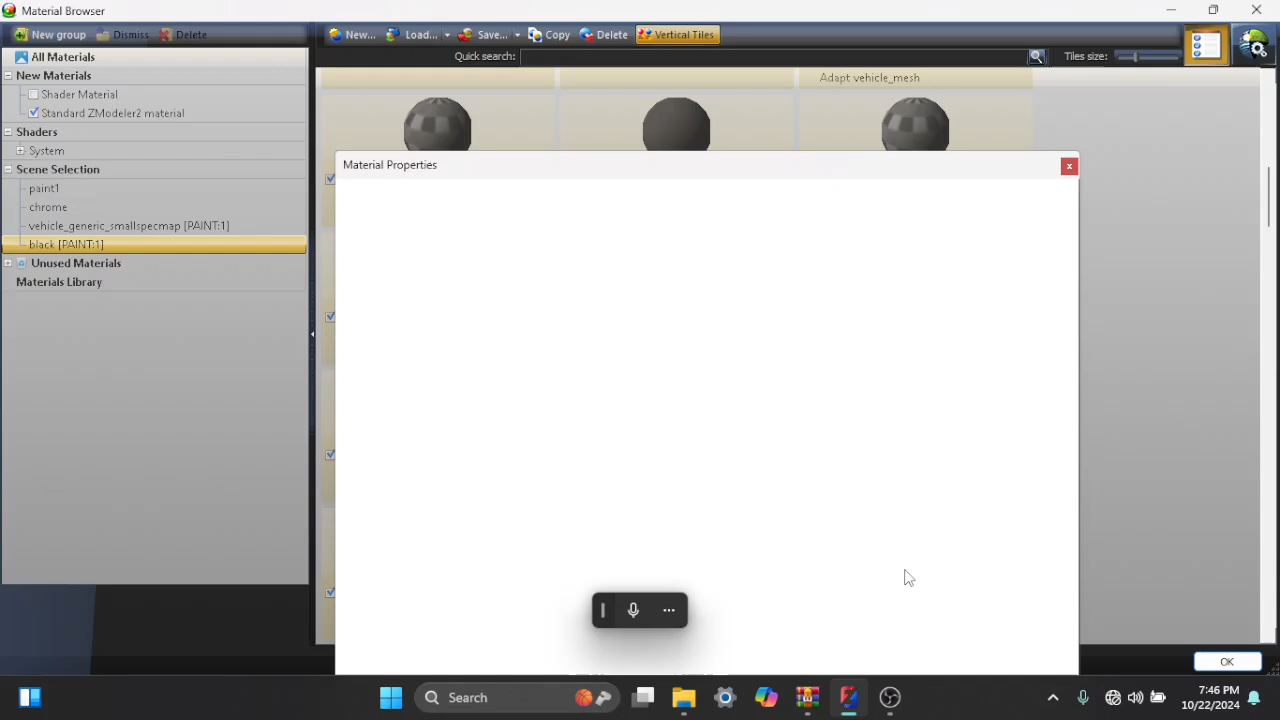 Material Browser
New group Dismiss Delete
New... Load... Save... Copy Delete Vertical Tiles
Quick search:
Tiles size:
All Materials
New Materials
Shader Material
Standard ZModeler2 material
Shaders
System
Scene Selection
paint1
chrome
vehicle_generic_smallspecmap [PAINT:1]
black [PAINT:1]
Unused Materials
Materials Library
Adapt vehicle_mesh
Material Properties
x
OK
Search
7:46 PM
10/22/2024